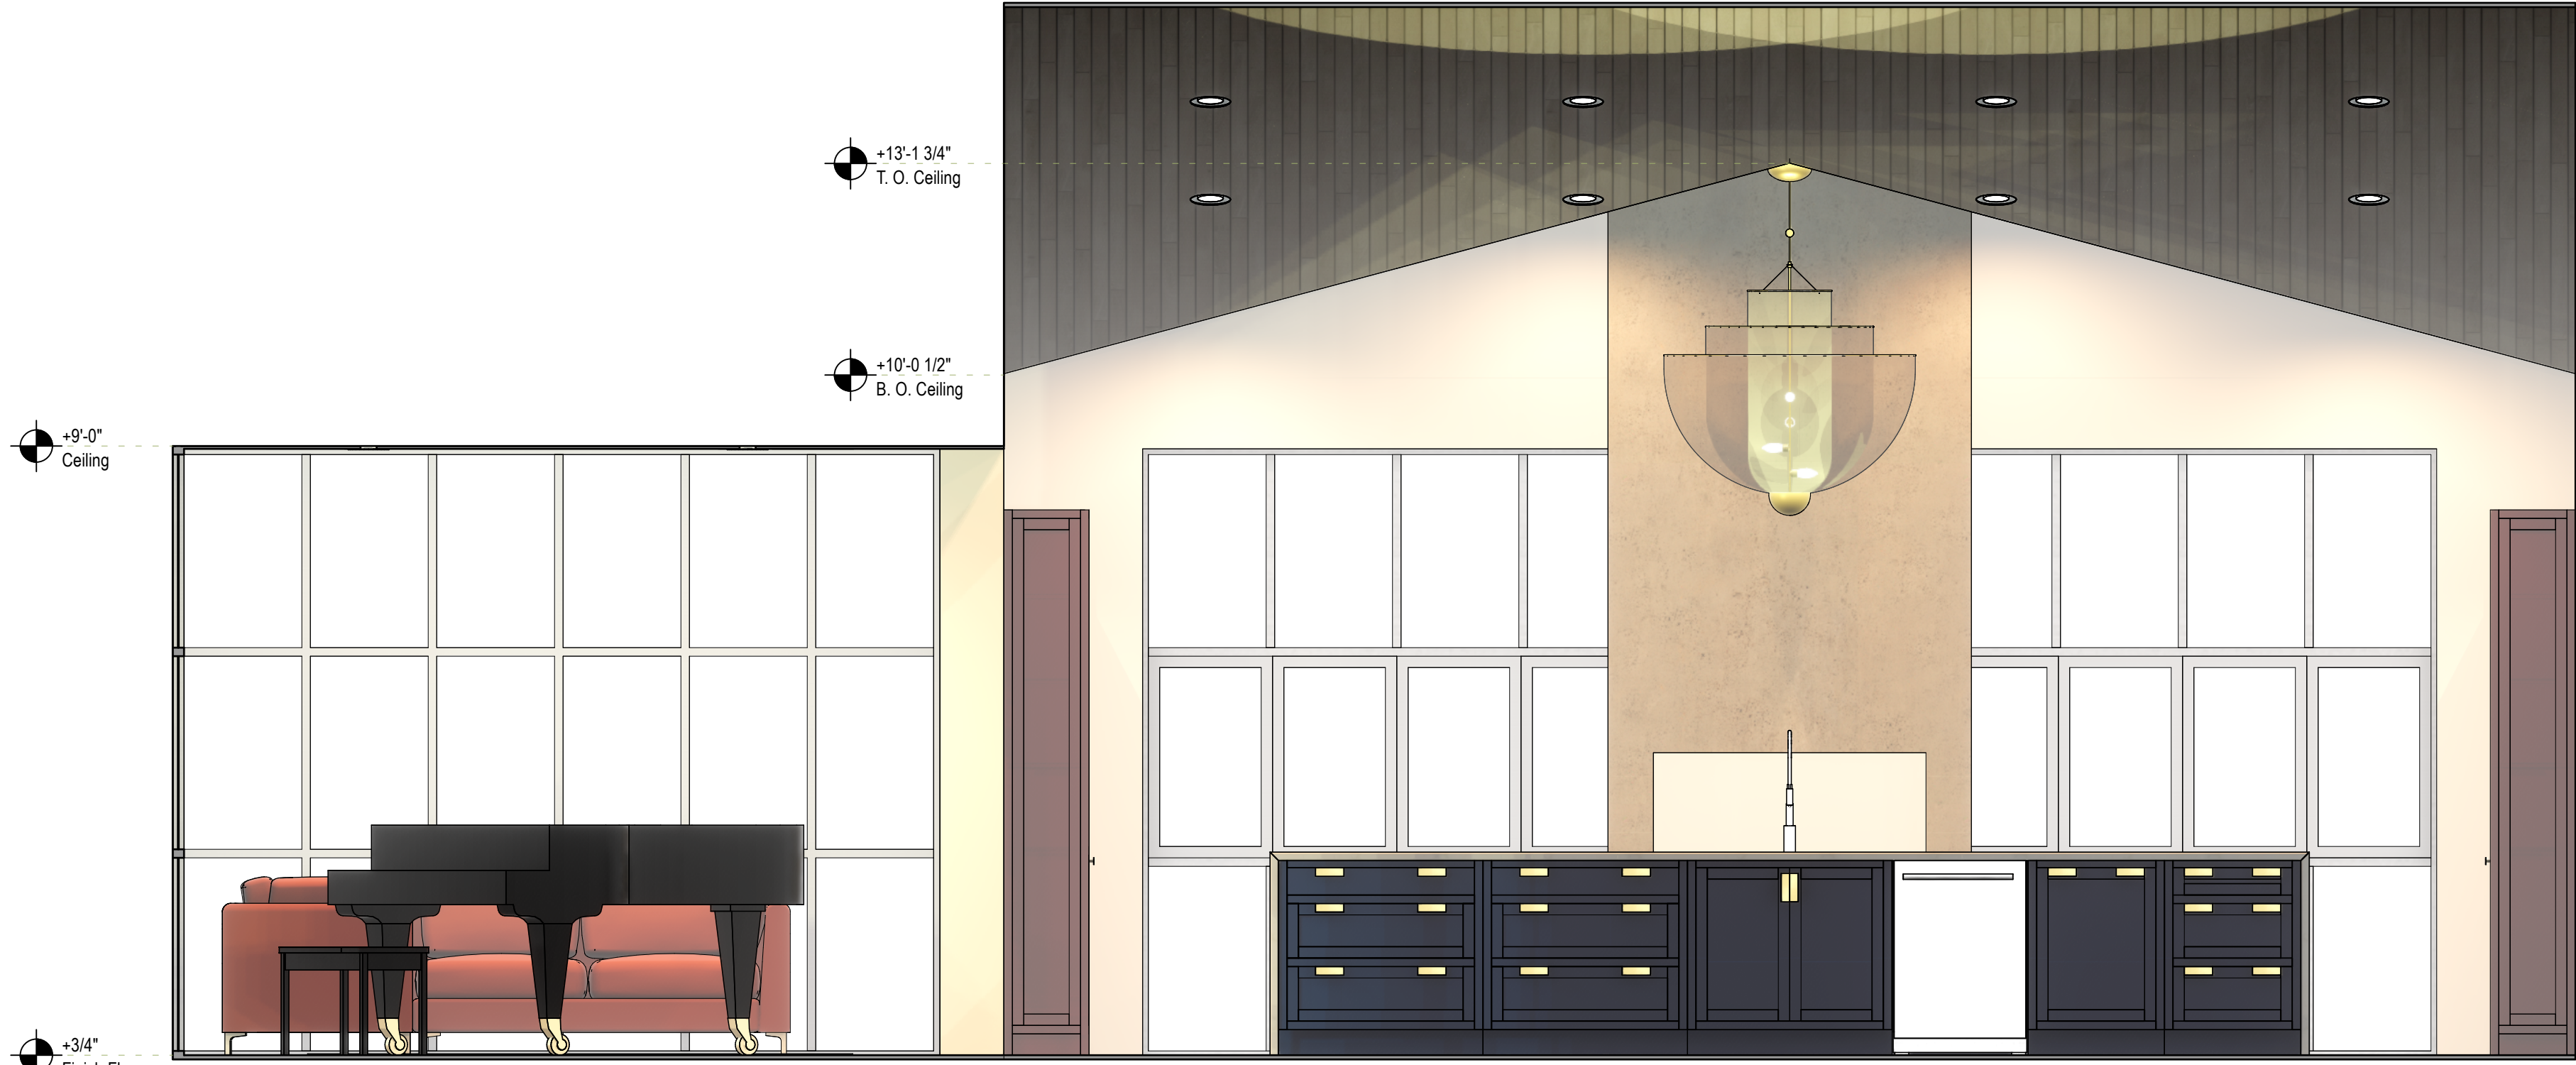 +13'-1 3/4"
T. O. Ceiling
+10'-0 1/2"
B. O. Ceiling
+9'-0"
Ceiling
+3/4"